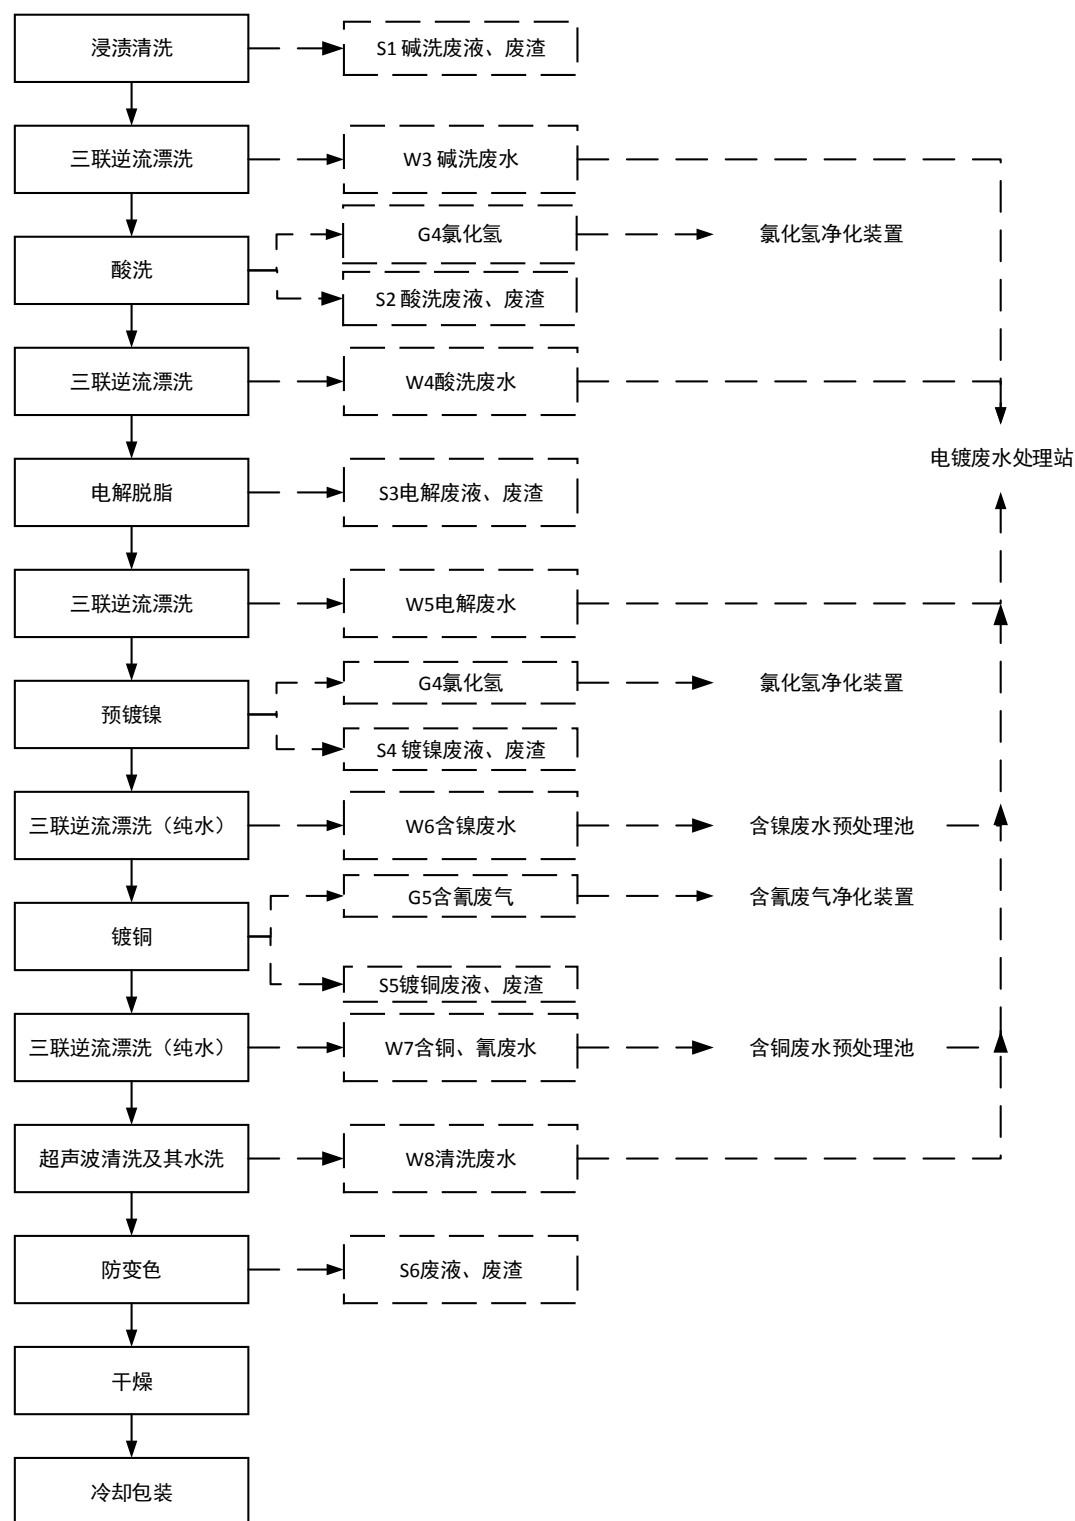 浸渍清洗
S1 碱洗废液、废渣
三联逆流漂洗
W3 碱洗废水
G4氯化氢
氯化氢净化装置
酸洗
S2 酸洗废液、废渣
三联逆流漂洗
W4酸洗废水
电镀废水处理站
电解脱脂
S3电解废液、废渣
三联逆流漂洗
W5电解废水
G4氯化氢
氯化氢净化装置
预镀镍
S4 镀镍废液、废渣
三联逆流漂洗（纯水）
W6含镍废水
含镍废水预处理池
G5含氰废气
含氰废气净化装置
镀铜
S5镀铜废液、废渣
三联逆流漂洗（纯水）
W7含铜、氰废水
含铜废水预处理池
超声波清洗及其水洗
W8清洗废水
防变色
S6废液、废渣
干燥
冷却包装